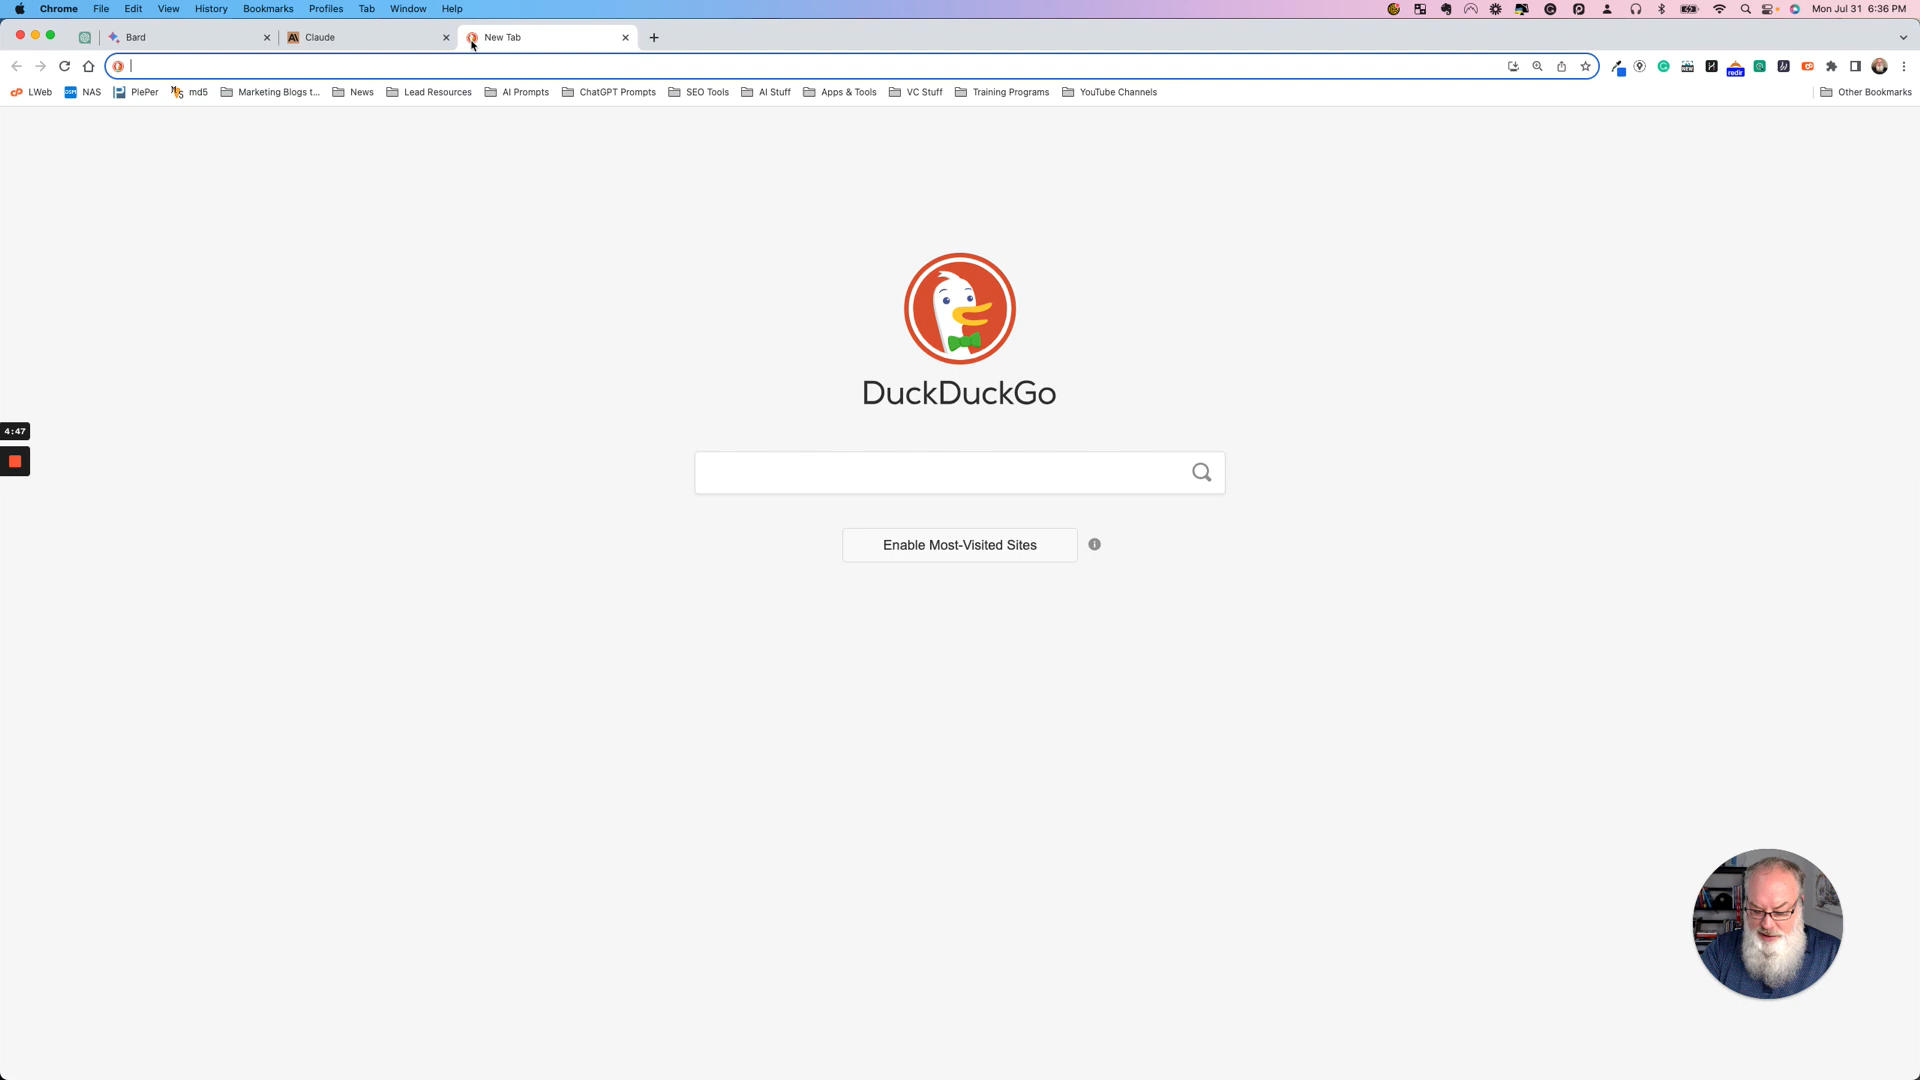 Chrome File Edit View History Bookmarks Profiles Tab Window Help Mon Jul 31 6:36 PM
Bard Claude New Tab
LWeb NAS PlePer md5 Marketing Blogs t... News Lead Resources AI Prompts ChatGPT Prompts SEO Tools AI Stuff Apps & Tools VC Stuff Training Programs YouTube Channels Other Bookmarks
redir
DuckDuckGo
4:47
Enable Most-Visited Sites